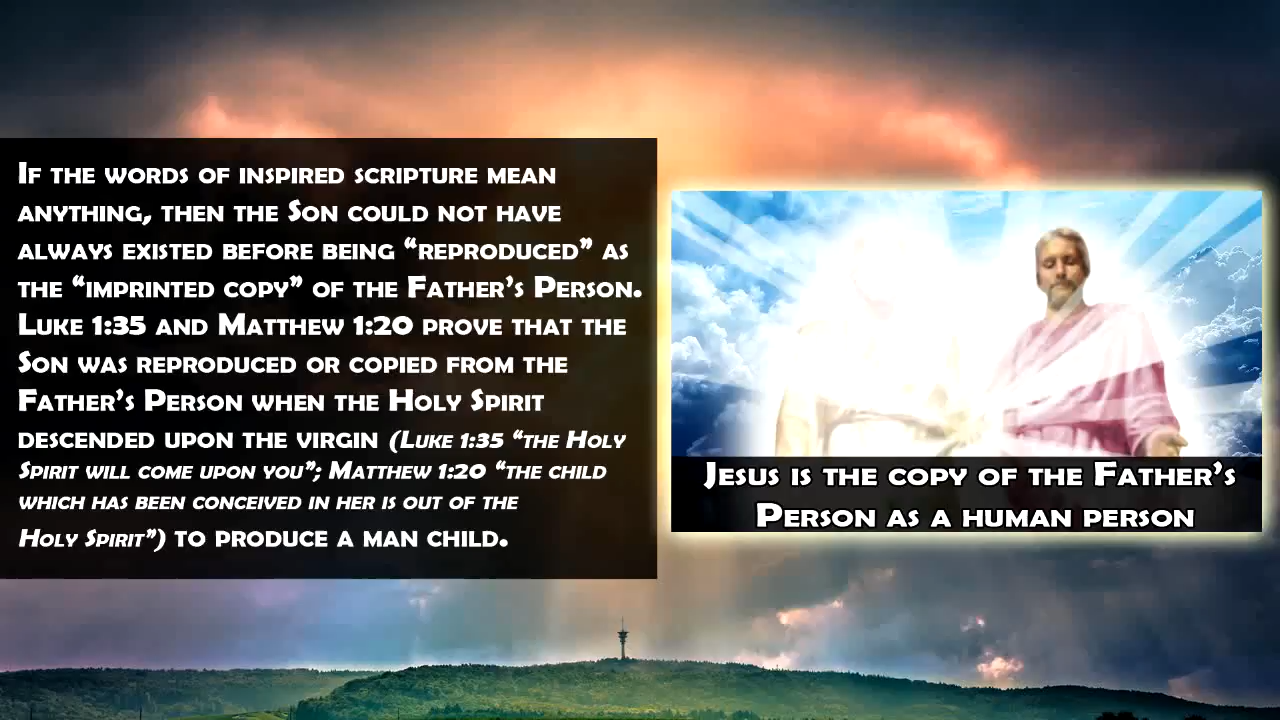 If the words of inspired scripture mean
anything, then the Son could not have
always existed before being “reproduced” as
the “imprinted copy” of the Father’s Person.
Luke 1:35 and Matthew 1:20 prove that the
Son was reproduced or copied from the
Father’s Person when the Holy Spirit
descended upon the virgin (Luke 1:35 “the Holy
Spirit will come upon you”; Matthew 1:20 “the child
which has been conceived in her is out of the
Holy Spirit”) to produce a man child.
Jesus is the copy of the Father’s
Person as a human person